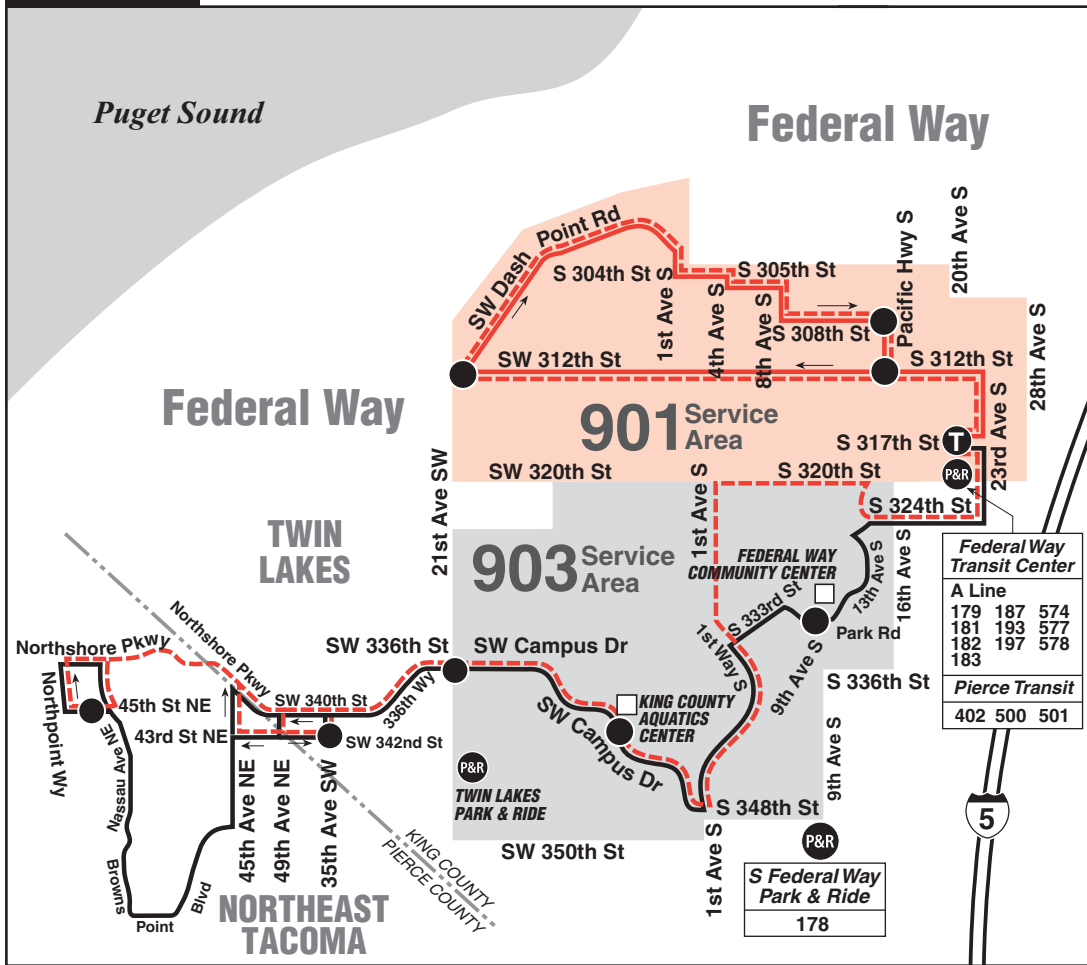 Puget Sound
Federal Way
SW Dash Point Rd
S 304th St
S 305th St
1st Ave S
4th Ave S
8th Ave S
S 308th St
Pacific Hwy S
20th Ave S
SW 312th St
S 312th St
28th Ave S
Federal Way
901 Service
Area
S 317th St
T
23rd Ave S
P&R
21st Ave SW
SW 320th St
S 320th St
1st Ave S
S 324th St
TWIN
LAKES
903 Service
Area
FEDERAL WAY
COMMUNITY CENTER
13th Ave S
16th Ave S
Federal Way
Transit Center
A Line
179 187 574
181 193 577
182 197 578
183
Pierce Transit
402 500 501
S 333rd St
Park Rd
1st Way S
9th Ave S
S 336th St
Northshore Pkwy
Northshore Pkwy
SW 336th St
SW Campus Dr
336th Wy
SW 340th St
45th St NE
43rd St NE
SW 342nd St
Northpoint Wy
Nassau Ave NE
KING COUNTY
AQUATICS
CENTER
SW Campus Dr
P&R
TWIN LAKES
PARK & RIDE
9th Ave S
S 348th St
5
45th Ave NE
49th Ave NE
35th Ave SW
KING COUNTY
PIERCE COUNTY
SW 350th St
1st Ave S
P&R
S Federal Way
Park & Ride
178
Browns
Point
Blvd
NORTHEAST
TACOMA